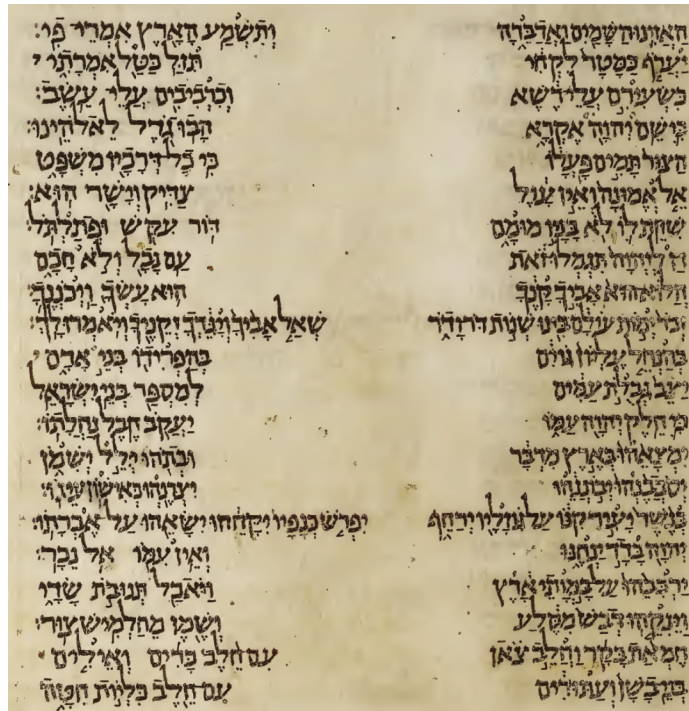 האזינו השמים ואדברה ותשמע הארץ אמרי פי׃
יערף כמטר לקחי תזל כטל אמרתי
כשעירם עלי דשא וכרביבים עלי עשב׃
כי שם יהוה אקרא הבו גדל לאלהינו׃
הצור תמים פעלו כי כל דרכיו משפט
אל אמונה ואין עול צדיק וישר הוא׃
שחת לו לא בניו מומם דור עקש ופתלתל׃
ה ליהוה תגמלו זאת עם נבל ולא חכם
הלוא הוא אביך קנך הוא עשך ויכננך׃
זכר ימות עולם בינו שנות דר ודר שאל אביך ויגדך זקניך ויאמרו לך׃
בהנחל עליון גוים בהפרידו בני אדם
יצב גבלת עמים למספר בני ישראל
כי חלק יהוה עמו יעקב חבל נחלתו׃
ימצאהו בארץ מדבר ובתהו ילל ישמן
יסבבנהו יבוננהו יצרנהו כאישון עינו׃
כנשר יעיר קנו על גוזליו ירחף יפרש כנפיו יקחהו ישאהו על אברתו׃
יהוה בדד ינחנו ואין עמו אל נכר׃
ירכבהו על במותי ארץ ויאכל תנובת שדי
וינקהו דבש מסלע ושמן מחלמיש צור׃
חמאת בקר וחלב צאן עם חלב כרים ואילים
בני בשן ועתודים עם חלב כליות חטה